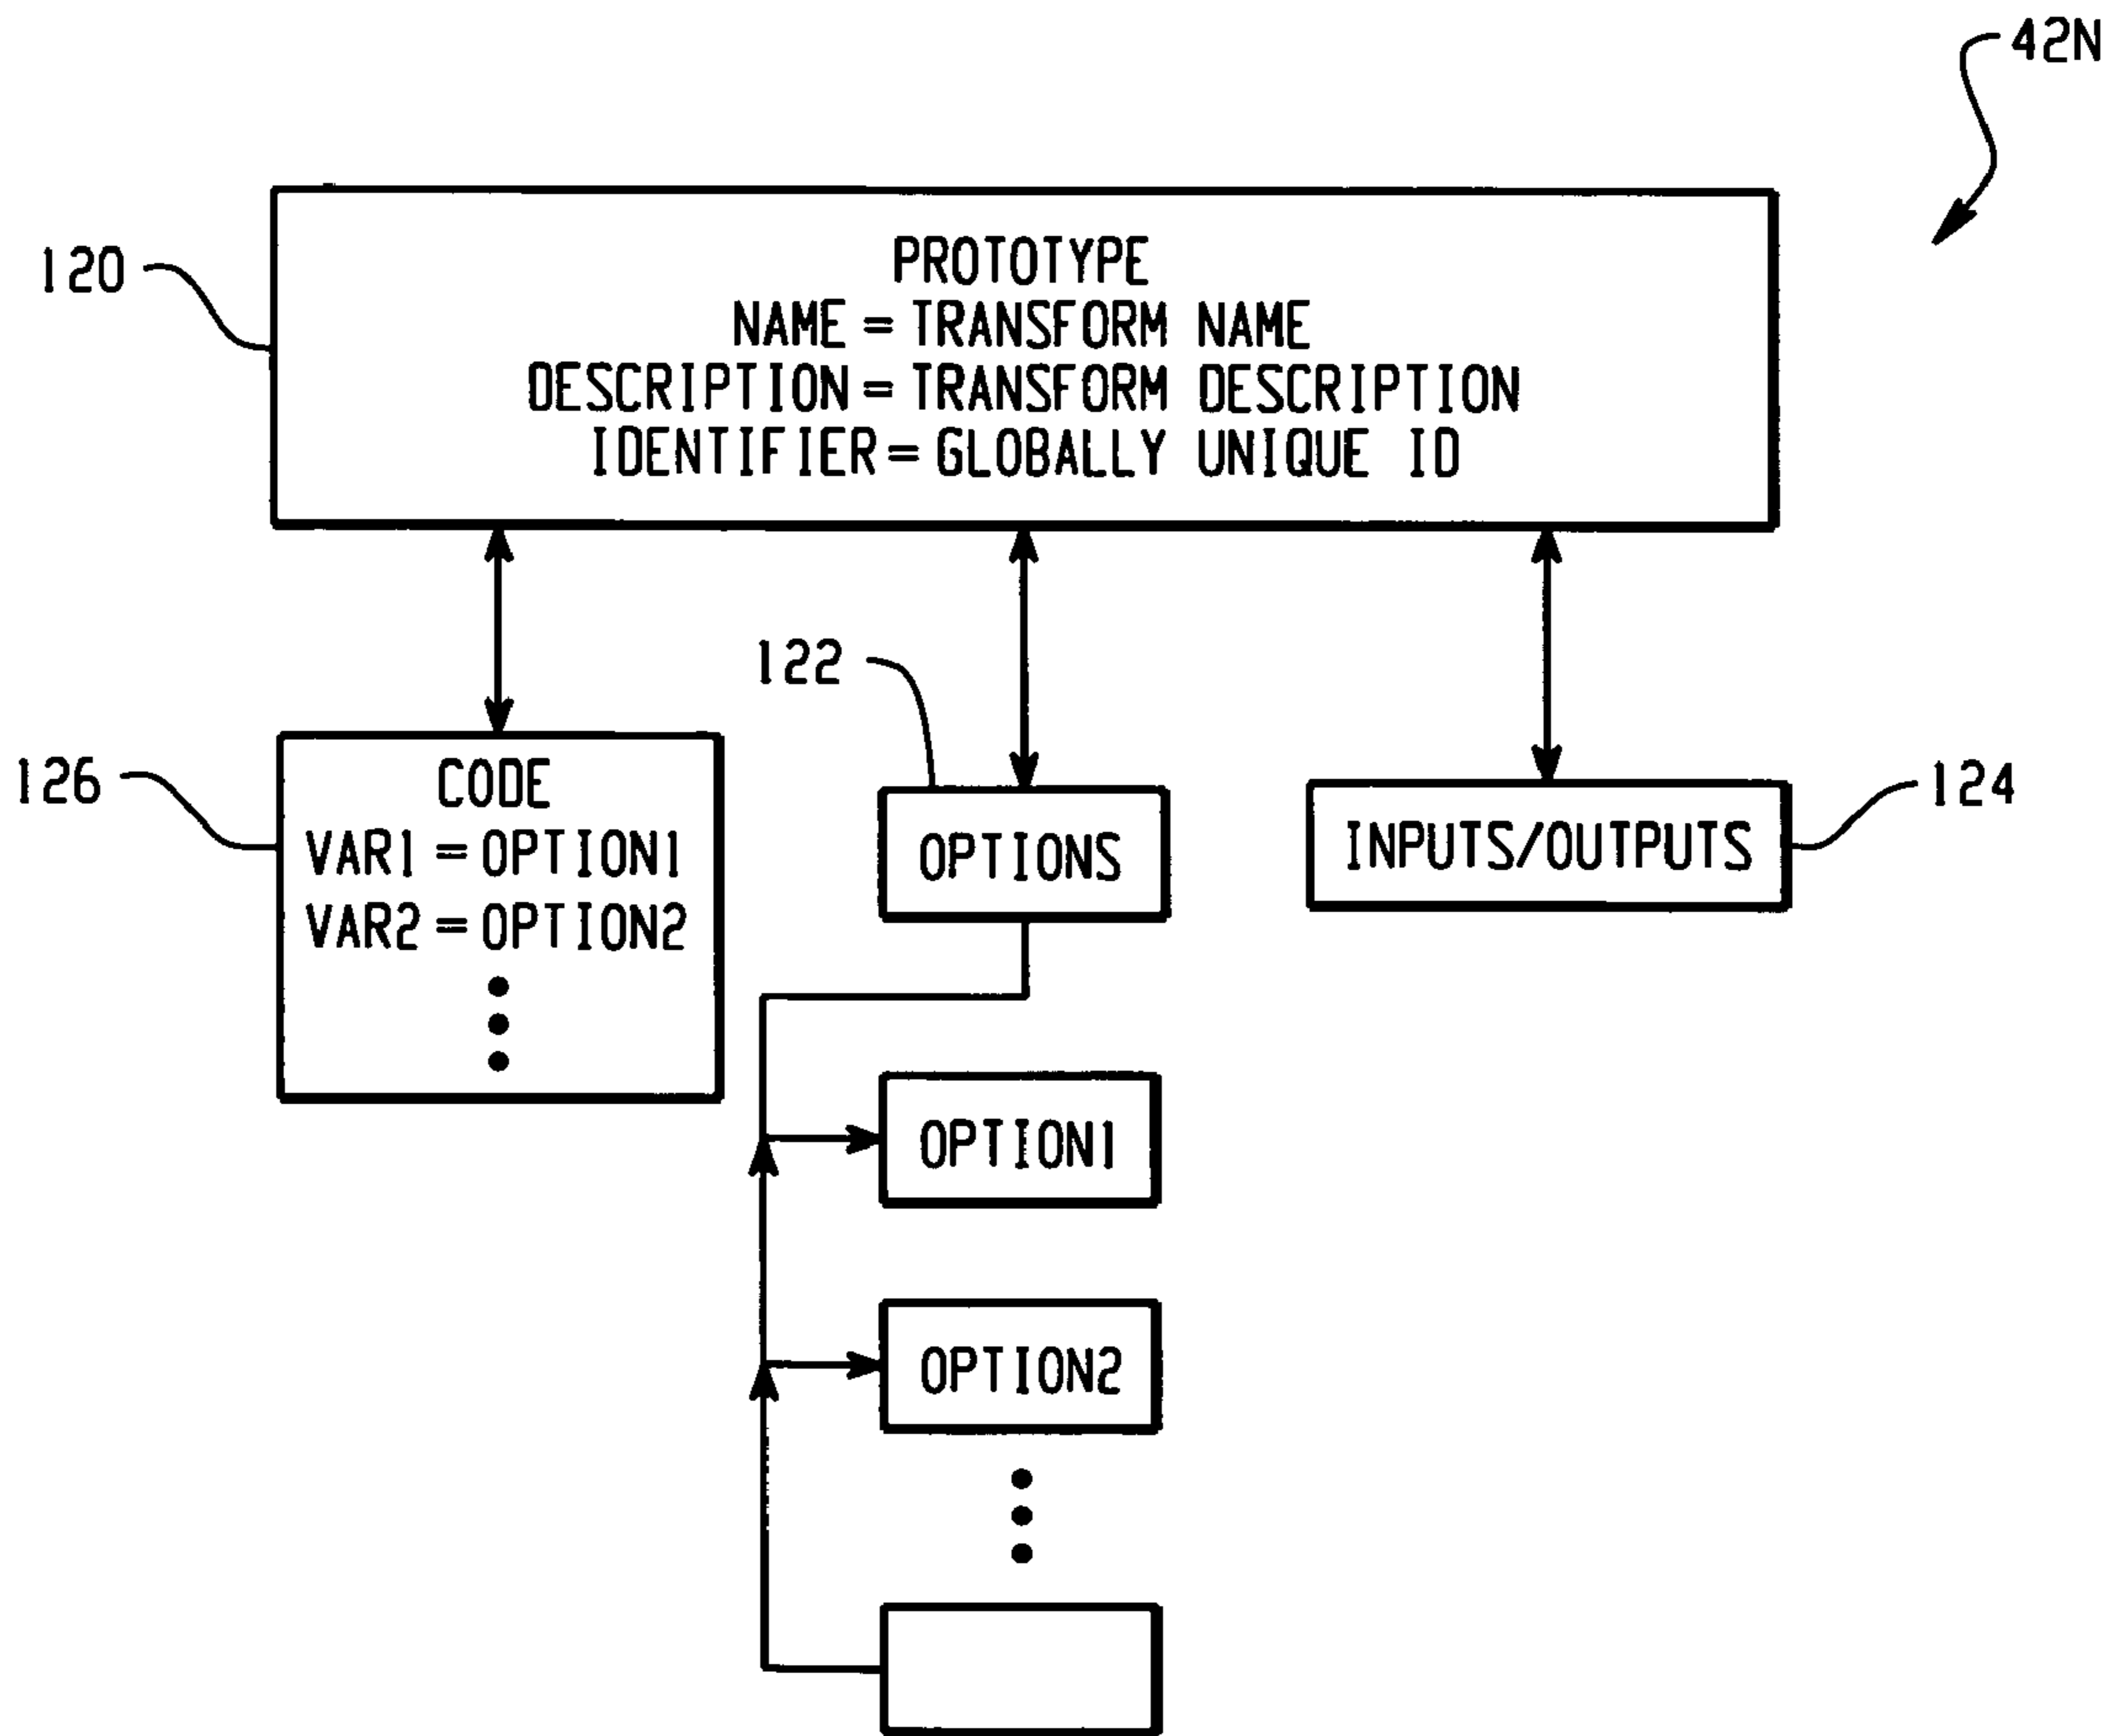 42N
120
PROTOTYPE
NAME = TRANSFORM NAME
DESCRIPTION = TRANSFORM DESCRIPTION
IDENTIFIER = GLOBALLY UNIQUE ID
122
126
CODE
VAR1 = OPTION1
VAR2 = OPTION2
OPTIONS
INPUTS/OUTPUTS
124
OPTION1
OPTION2